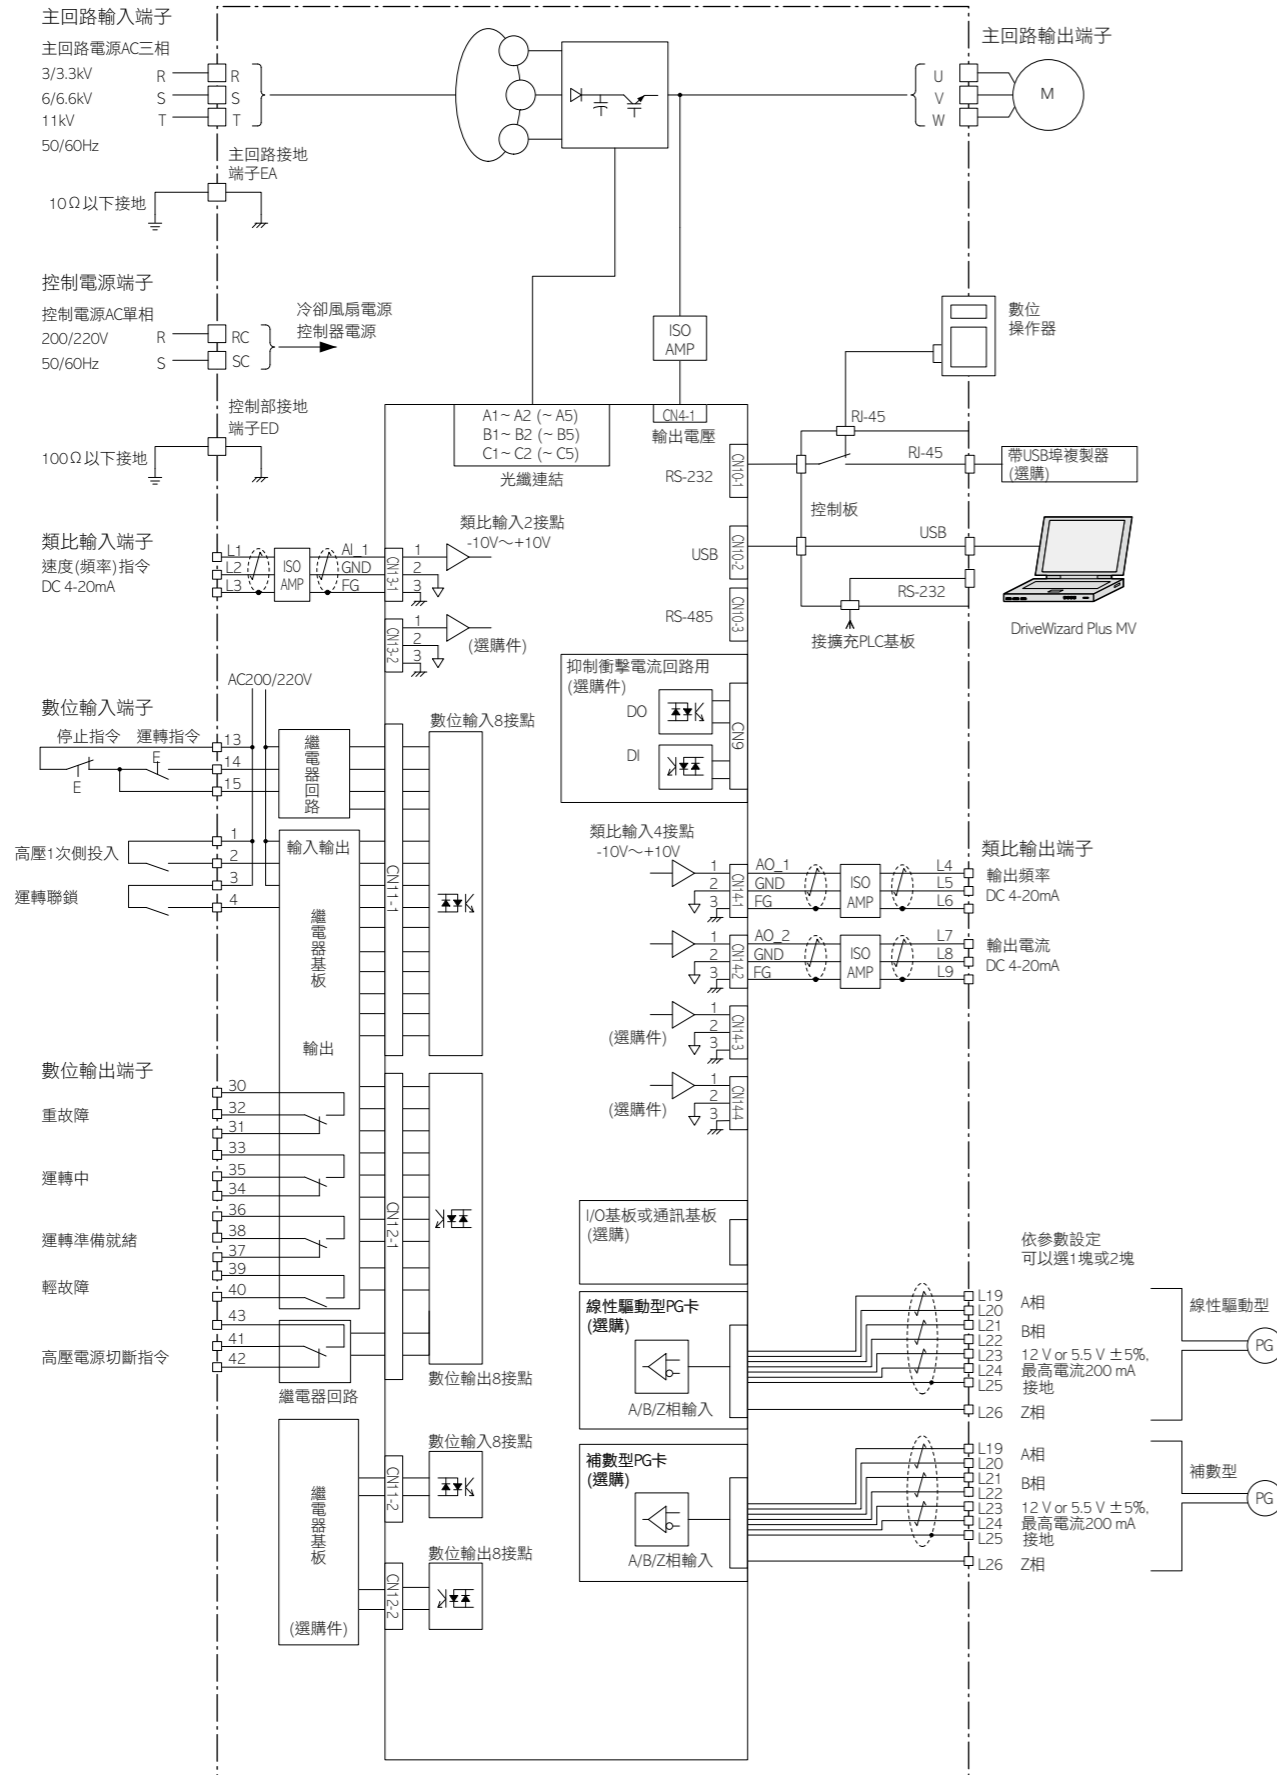 主回路輸入端子
主回路電源AC三相
3/3.3kV
6/6.6kV
11kV
50/60Hz
R
S
T
R
S
T
主回路接地
端子EA
10Ω以下接地
主回路輸出端子
U
V
W
M
控制電源端子
控制電源AC單相
200/220V
50/60Hz
R
S
RC
SC
冷卻風扇電源
控制器電源
控制部接地
端子ED
100Ω以下接地
ISO
AMP
數位
操作器
A1~ A2 (~ A5)
B1~ B2 (~ B5)
C1~ C2 (~ C5)
光纖連結
CN4-1
輸出電壓
RS-232
CN10-1
USB
CN10-2
RS-485
CN10-3
RJ-45
RJ-45
帶USB埠複製器
(選購)
控制板
USB
RS-232
接擴充PLC基板
DriveWizard Plus MV
類比輸入端子
速度(頻率)指令
DC 4-20mA
L1
L2
L3
ISO
AMP
AI_1
GND
FG
CN13-1
1
2
3
類比輸入2接點
-10V～+10V
CN13-2
1
2
3
(選購件)
抑制衝擊電流回路用
(選購件)
DO
DI
CN9
AC200/220V
數位輸入端子
停止指令
運轉指令
E
E
13
14
15
繼電器回路
數位輸入8接點
高壓1次側投入
運轉聯鎖
1
2
3
4
輸入輸出
繼電器基板
輸出
CN11-1
類比輸入4接點
-10V～+10V
1
2
3
CN14-1
AO_1
GND
FG
ISO
AMP
L4
L5
L6
類比輸出端子
輸出頻率
DC 4-20mA
1
2
3
CN14-2
AO_2
GND
FG
ISO
AMP
L7
L8
L9
輸出電流
DC 4-20mA
(選購件)
1
2
3
CN14-3
(選購件)
1
2
3
CN14-4
數位輸出端子
重故障
30
32
31
運轉中
33
35
34
運轉準備就緒
36
38
37
輕故障
39
40
高壓電源切斷指令
43
41
42
繼電器回路
CN12-1
數位輸出8接點
I/O基板或通訊基板
(選購)
依參數設定
可以選1塊或2塊
線性驅動型PG卡
(選購)
A/B/Z相輸入
L19
L20
L21
L22
L23
L24
L25
L26
A相
B相
12 V or 5.5 V ±5%,
最高電流200 mA
接地
Z相
線性驅動型
PG
繼電器基板
(選購件)
數位輸入8接點
CN11-2
數位輸出8接點
CN12-2
補數型PG卡
(選購)
A/B/Z相輸入
L19
L20
L21
L22
L23
L24
L25
L26
A相
B相
12 V or 5.5 V ±5%,
最高電流200 mA
接地
Z相
補數型
PG